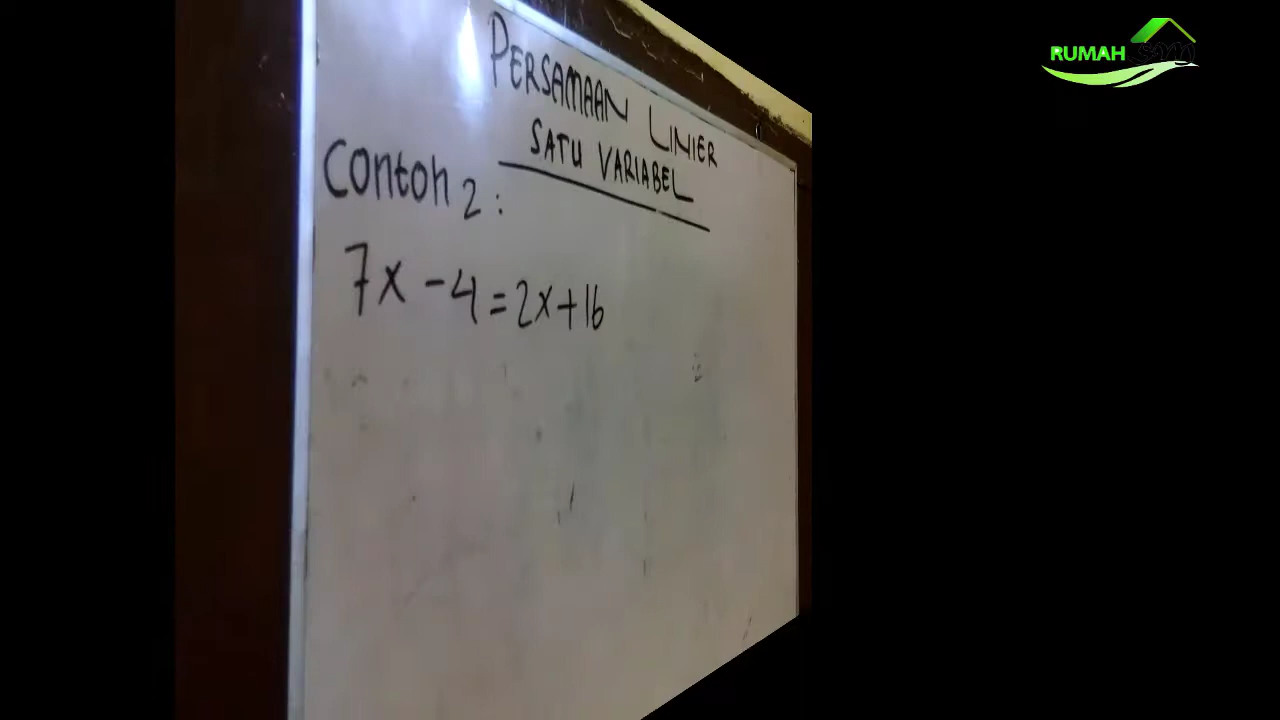 PERSAMAAN LINIER
SATU VARIABEL
Contoh 2 :
7x - 4 = 2x + 16
RUMAH